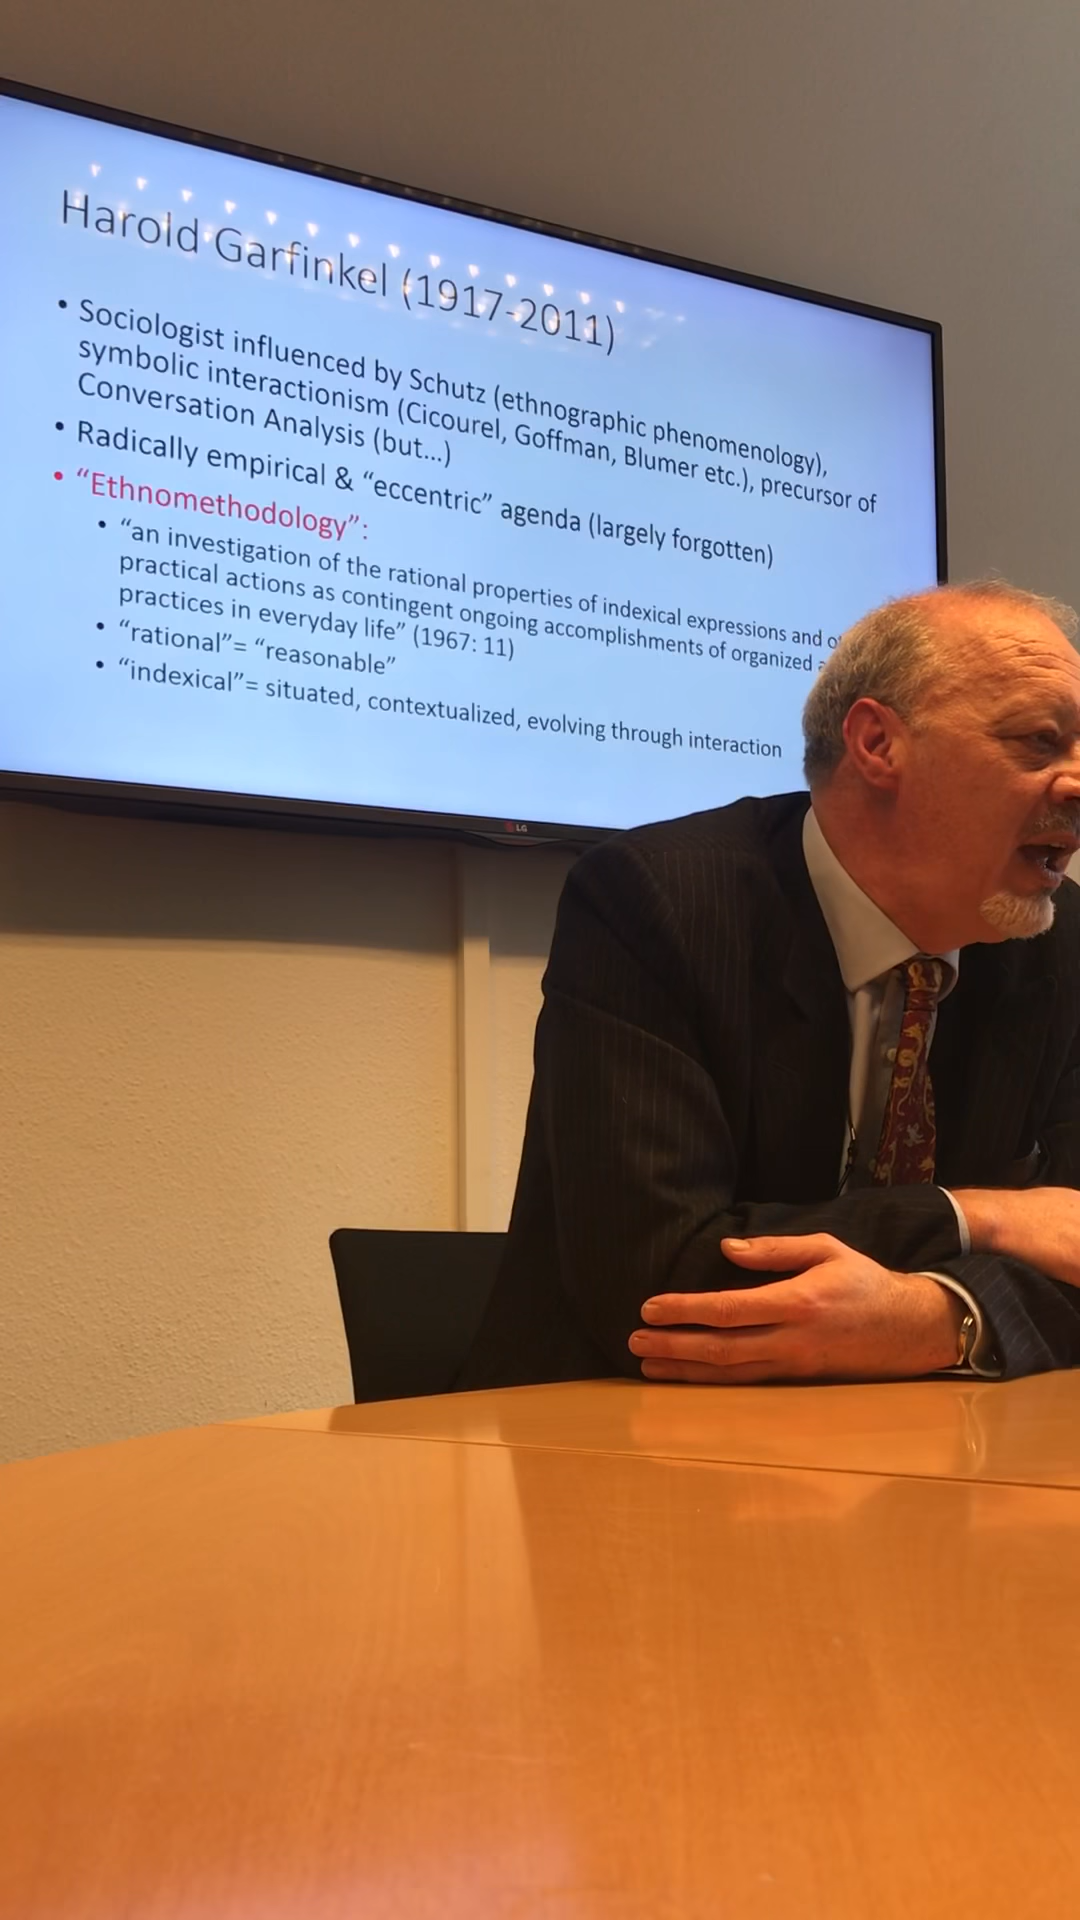 Harold Garfinkel (1917-2011)
• Sociologist influenced by Schutz (ethnographic phenomenology),
symbolic interactionism (Cicourel, Goffman, Blumer etc.), precursor of
Conversation Analysis (but...)
• Radically empirical & “eccentric” agenda (largely forgotten)
• “Ethnomethodology”:
• “an investigation of the rational properties of indexical expressions and
practical actions as contingent ongoing accomplishments of organized
practices in everyday life” (1967: 11)
• “rational”= “reasonable”
• “indexical”= situated, contextualized, evolving through interaction
LG